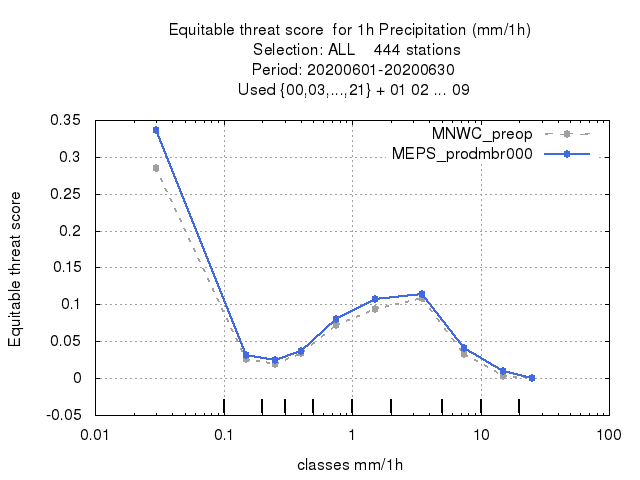 Equitable threat score  for 1h Precipitation (mm/1h)
Selection: ALL    444 stations
Period: 20200601-20200630
Used {00,03,...,21} + 01 02 ... 09
MNWC_preop
MEPS_prodmbr000
Equitable threat score
0.35
0.3
0.25
0.2
0.15
0.1
0.05
0
-0.05
0.01
0.1
1
10
100
classes mm/1h